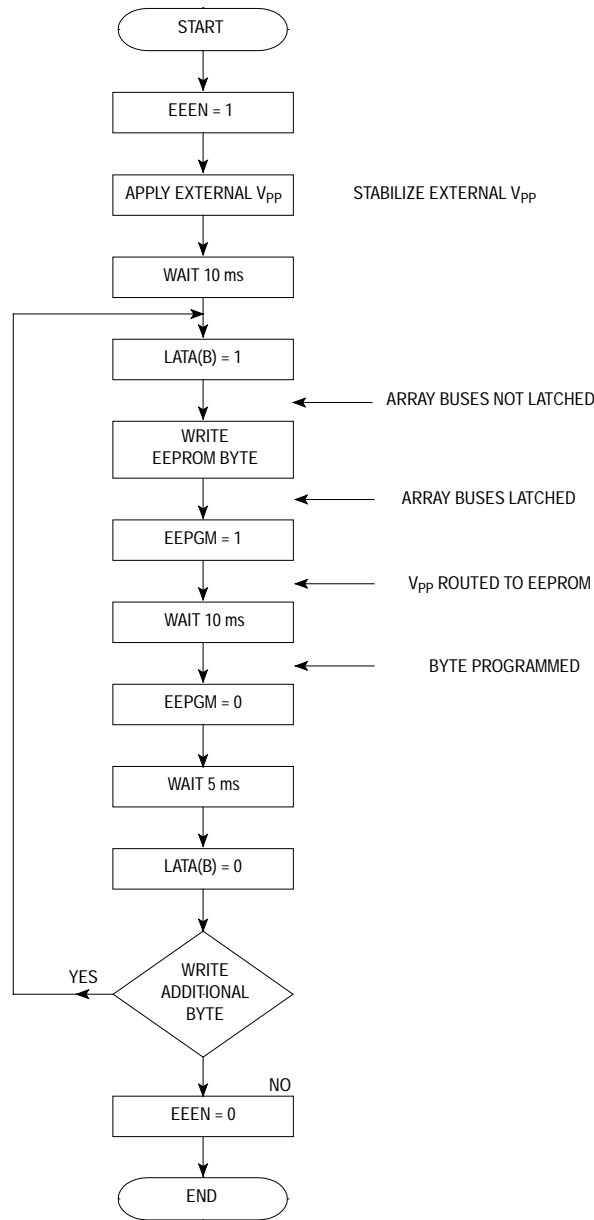 START
EEEN = 1
APPLY EXTERNAL VPP
STABILIZE EXTERNAL VPP
WAIT 10 ms
LATA(B) = 1
ARRAY BUSES NOT LATCHED
WRITE
EEPROM BYTE
ARRAY BUSES LATCHED
EEPGM = 1
VPP ROUTED TO EEPROM
WAIT 10 ms
BYTE PROGRAMMED
EEPGM = 0
WAIT 5 ms
LATA(B) = 0
YES
WRITE
ADDITIONAL
BYTE
NO
EEEN = 0
END